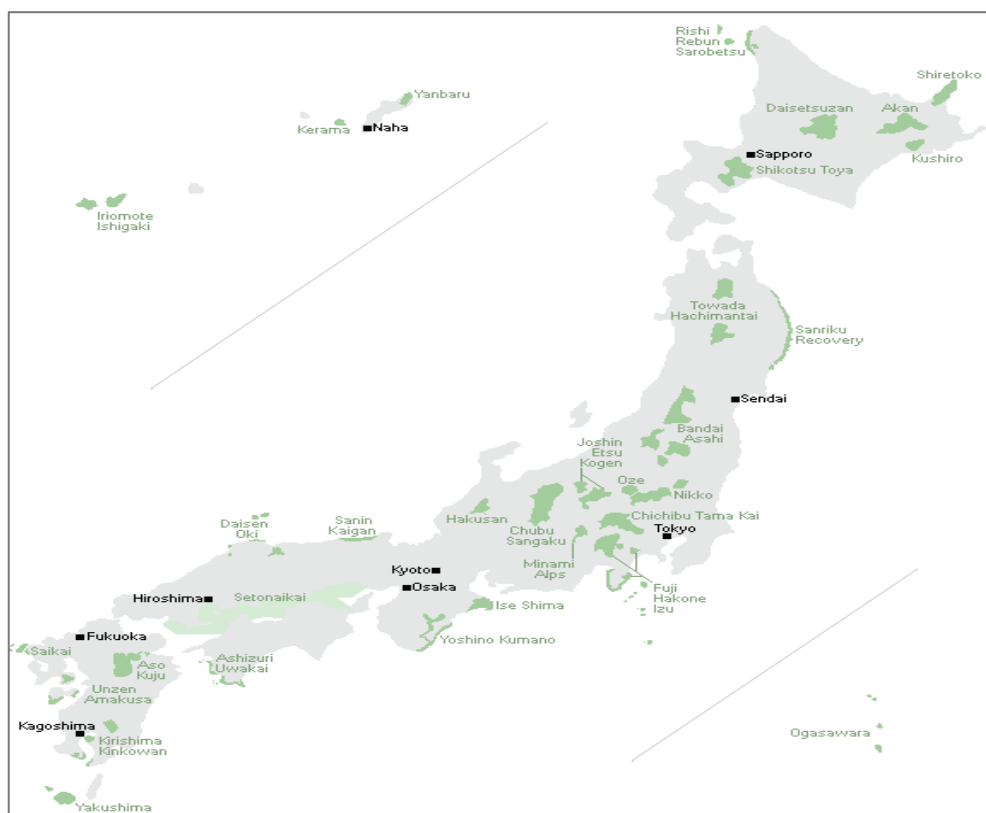 Rishi
Rebun
Sarobetsu
Shiretoko
Yanbaru
Daisetsuzan
Akan
Kerama
Naha
Sapporo
Kushiro
Shikotsu Toya
Iriomote
Ishigaki
Towada
Hachimantai
Sanriku
Recovery
Sendai
Bandai
Asahi
Joshin
Etsu
Kogen
Oze
Nikko
Hakusan
Chubu
Sangaku
Chichibu Tama Kai
Tokyo
Daisen
Oki
Sanin
Kaigan
Minami
Alps
Kyoto
Osaka
Fuji
Hakone
Izu
Hiroshima
Setonaikai
Ise Shima
Fukuoka
Yoshino Kumano
Saikai
Aso
Kuju
Ashizuri
Uwakai
Unzen
Amakusa
Kagoshima
Kirishima
Kinkowan
Ogasawara
Yakushima